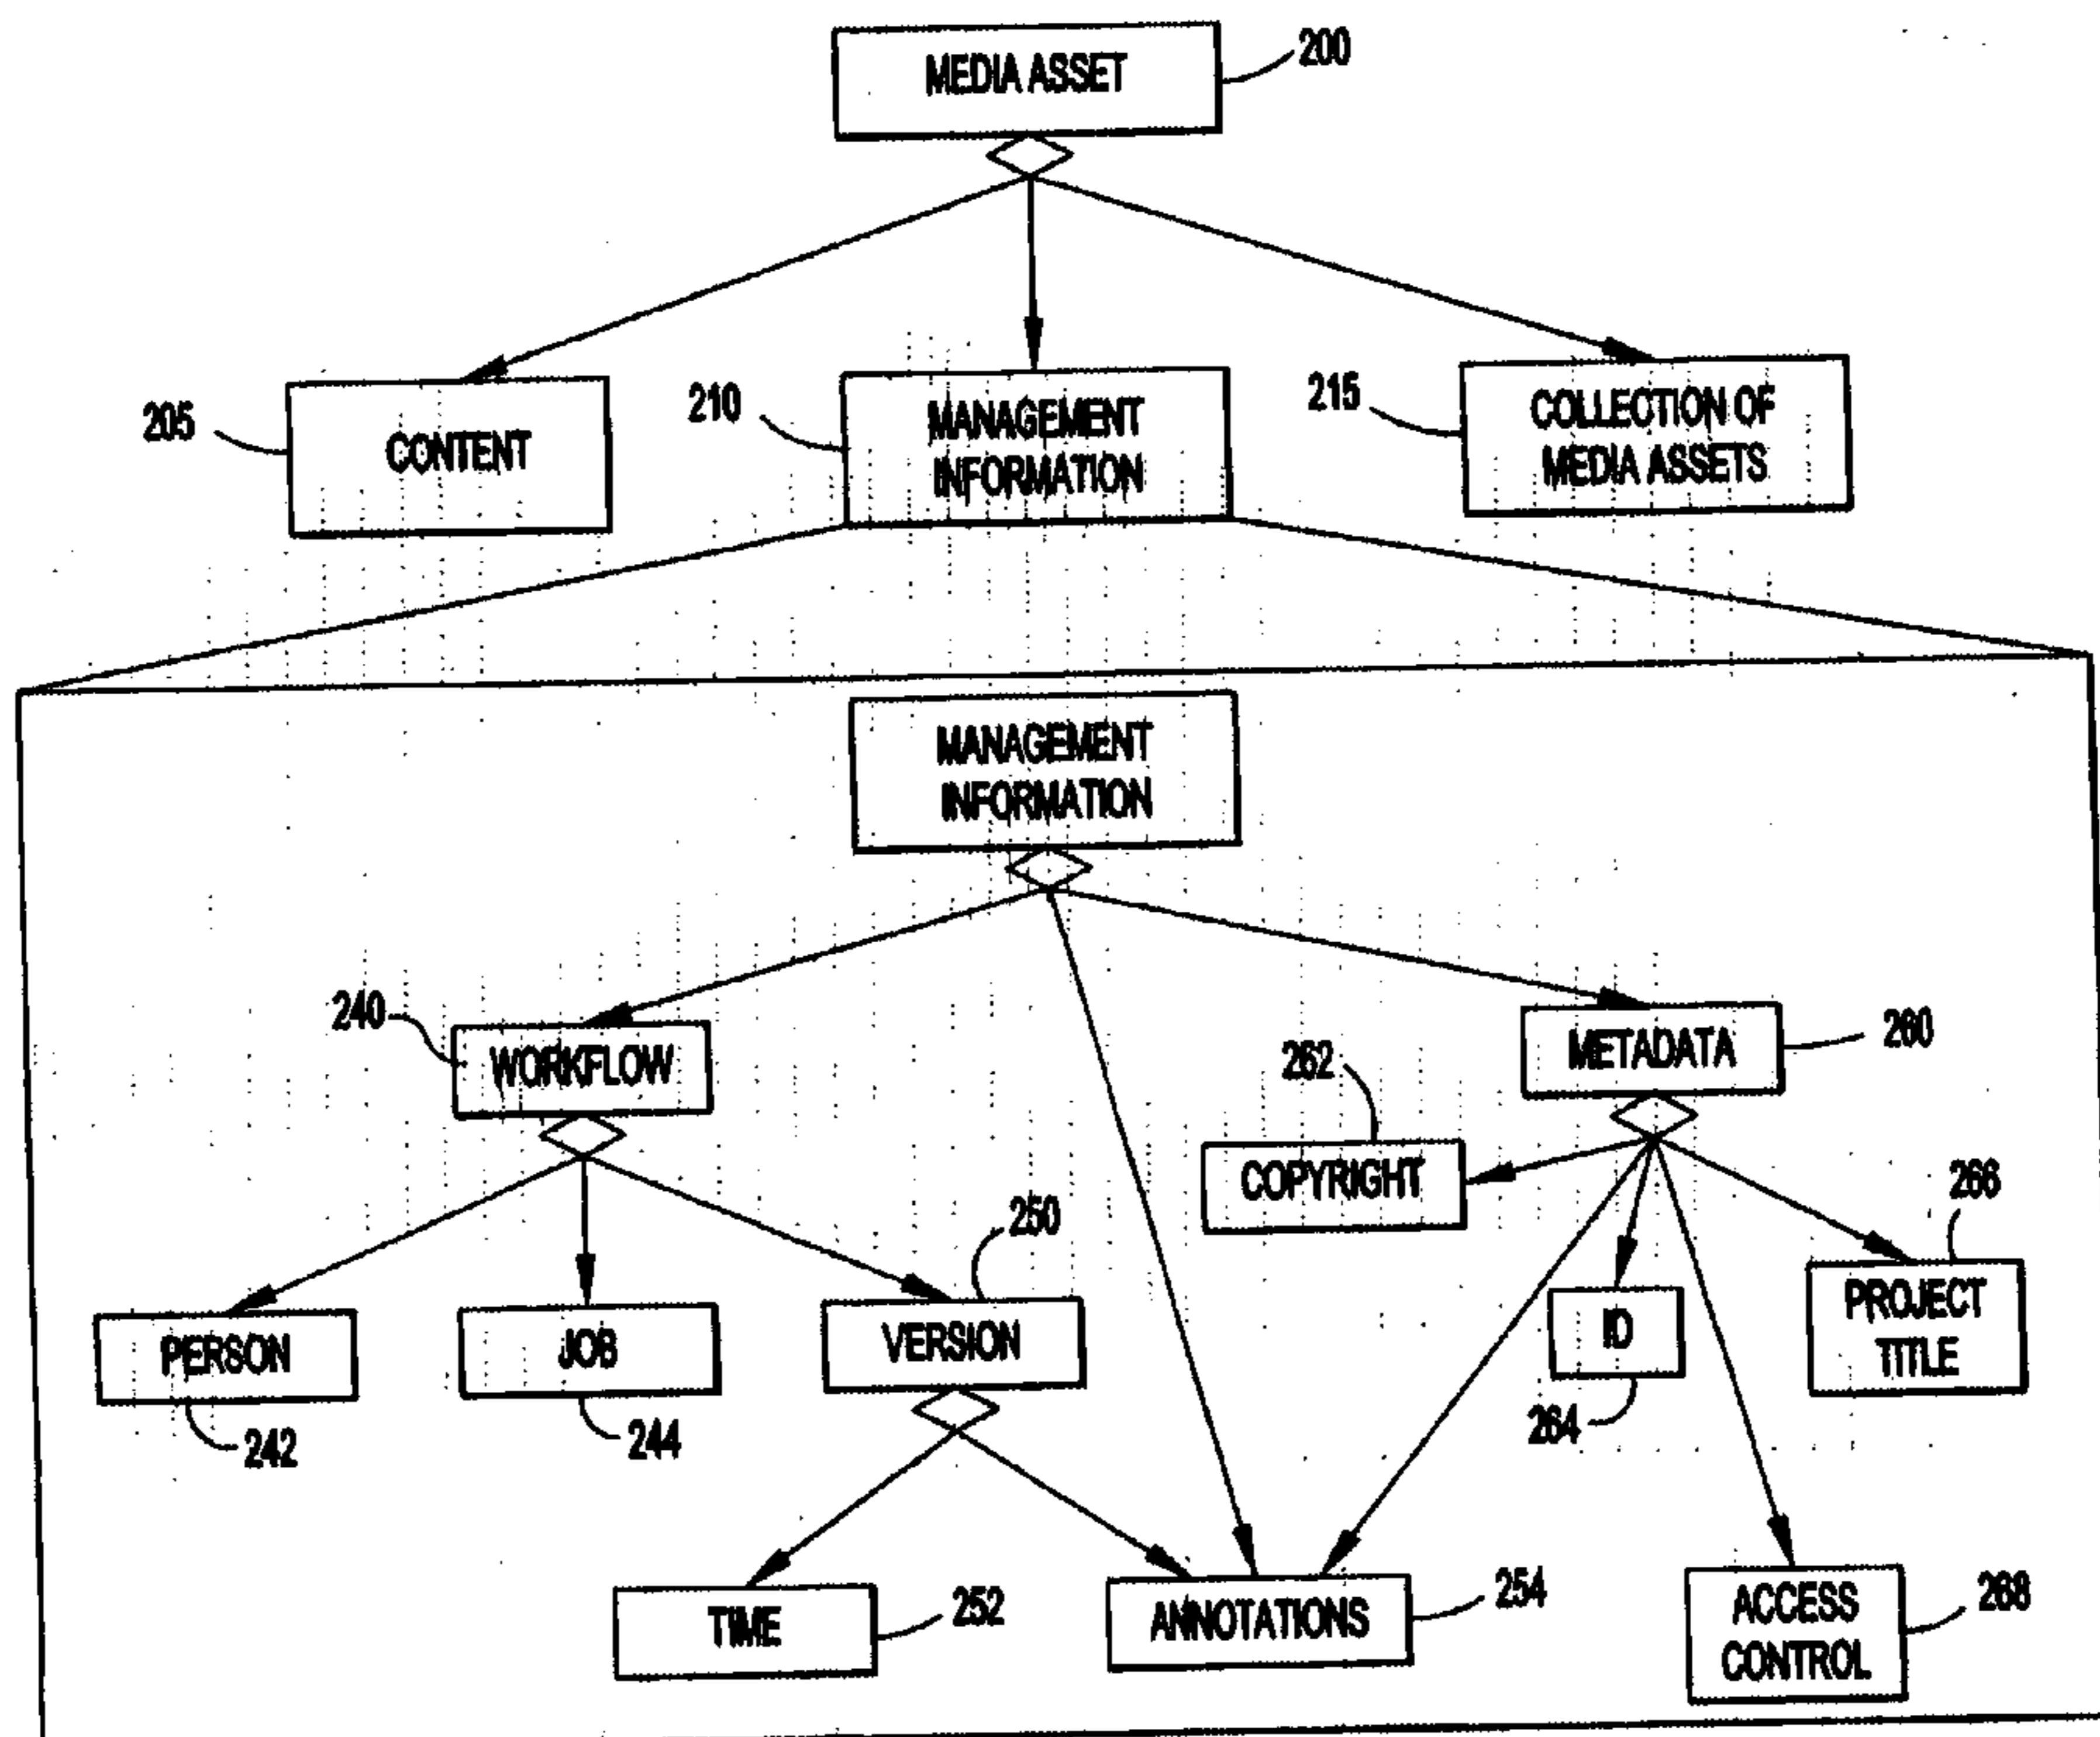 MEDIA ASSET
200
205
CONTENT
210
MANAGEMENT
INFORMATION
215
COLLECTION OF
MEDIA ASSETS
MANAGEMENT
INFORMATION
240
WORKFLOW
METADATA
260
262
COPYRIGHT
266
PROJECT
TITLE
250
PERSON
242
JOB
244
VERSION
ID
264
TIME
252
ANNOTATIONS
254
ACCESS
CONTROL
268